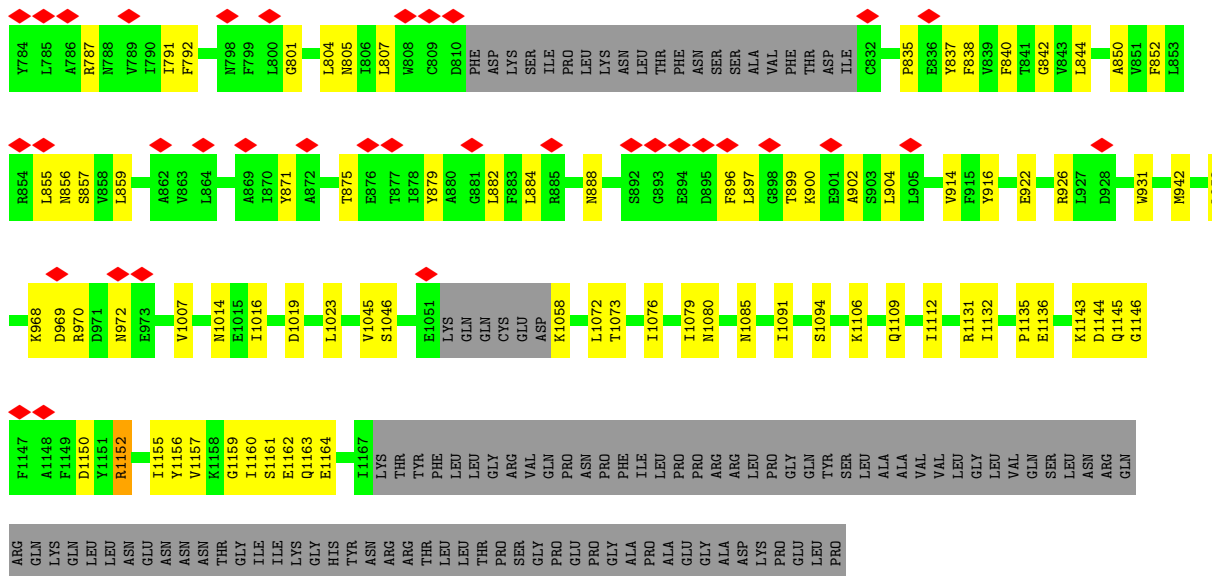 Y784 L785 A786 R787 N788 V789 I790 I791 F792 N798 F799 L800 G801 L804 N805 I806 L807 W808 C809 D810 PHE ASP LYS SER ILE PRO LEU LYS ASN LEU THR PHE ASN SER SER ALA VAL PHE THR ASP ILE C832 P835 E836 Y837 F838 V839 F840 T841 G842 V843 L844 A850 V851 F852 L853
R854 L855 N856 S857 V858 L859 A862 V863 L864 A869 I870 Y871 A872 T875 E876 T877 I878 Y879 A880 G881 L882 F883 L884 R885 N888 S892 G893 E894 D895 F896 L897 G898 T899 K900 E901 A902 S903 L904 L905 V914 F915 Y916 E922 R926 L927 D928 W931 M942
K968 D969 R970 D971 N972 E973 V1007 N1014 E1015 I1016 D1019 L1023 V1045 S1046 E1051 LYS GLN GLN CYS GLU ASP K1058 L1072 T1073 I1076 I1079 N1080 N1085 I1091 S1094 K1106 Q1109 I1112 R1131 I1132 P1135 E1136 K1143 D1144 Q1145 G1146
F1147 A1148 F1149 D1150 Y1151 R1152 I1155 Y1156 V1157 K1158 G1159 I1160 S1161 E1162 Q1163 E1164 I1167 LYS THR TYR PHE LEU LEU GLY ARG VAL GLN PRO ASN PRO PHE ILE LEU PRO PRO ARG ARG LEU PRO GLY GLN TYR SER LEU ALA ALA VAL VAL LEU GLY LEU VAL GLN SER LEU ASN ARG GLN
ARG GLN LYS GLN LEU LEU ASN GLU ASN ASN ASN THR GLY ILE ILE LYS GLY HIS TYR ASN ARG ARG THR LEU LEU THR PRO SER GLY PRO GLU PRO GLY ALA PRO ALA GLU GLY ALA ASP LYS PRO GLU LEU PRO